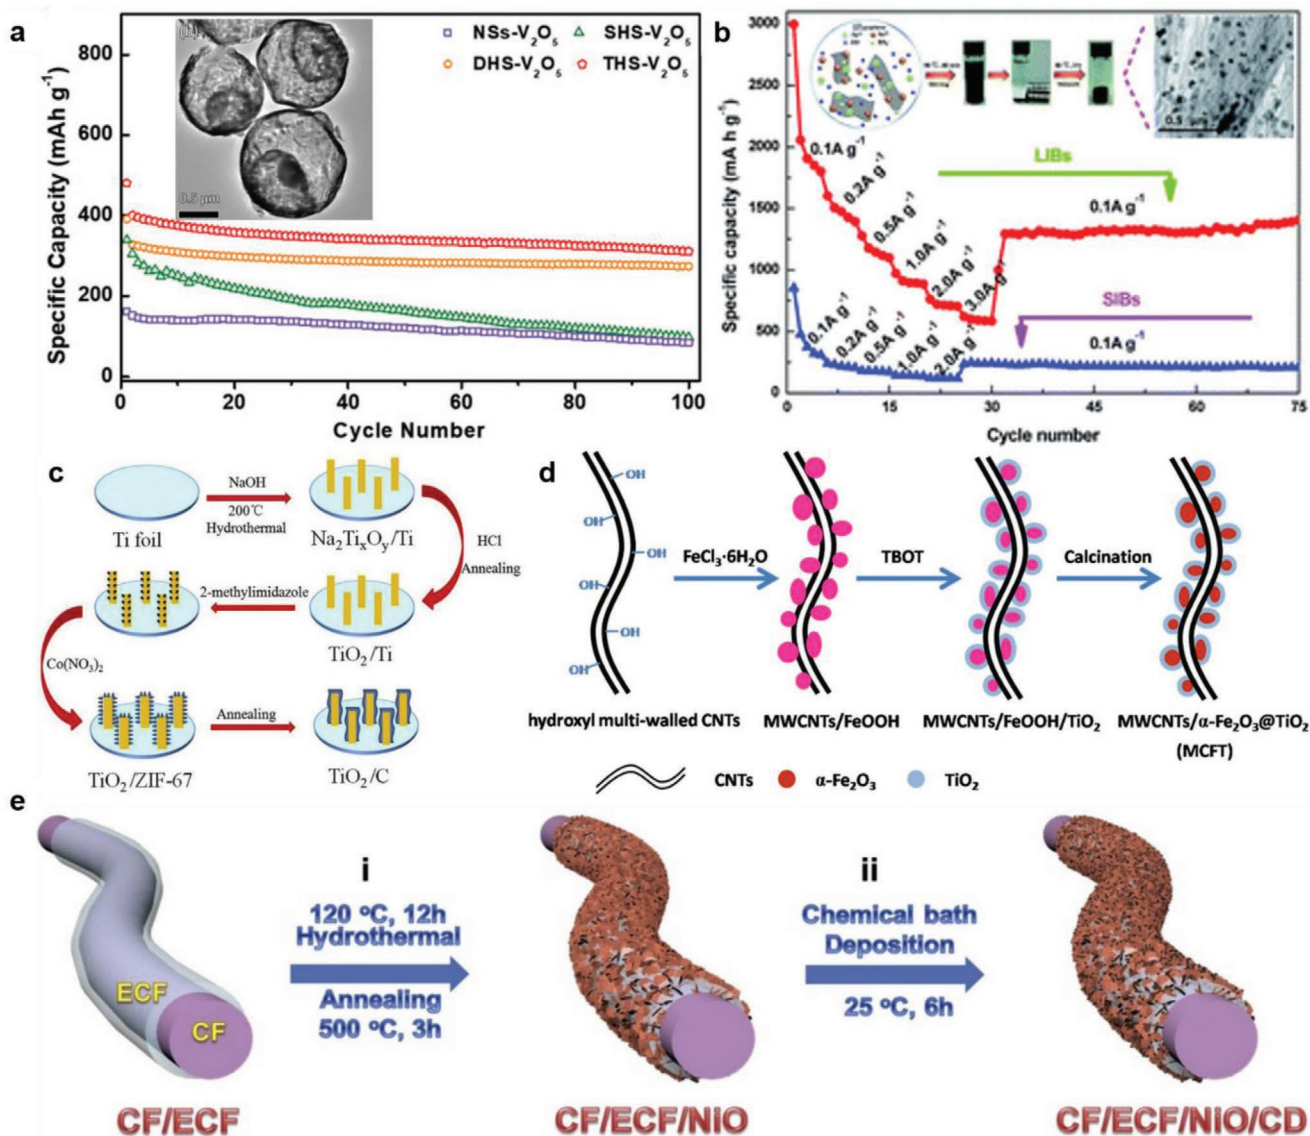 a
800
600
400
200
0
Specific Capacity (mAh g⁻¹)
NSs-V₂O₅
SHS-V₂O₅
DHS-V₂O₅
THS-V₂O₅
0.5 μm
0
20
40
60
80
100
Cycle Number
b
3000
2500
2000
1500
1000
500
0
Specific capacity (mA h g⁻¹)
0.5 μm
0.1A g⁻¹
0.2A g⁻¹
0.5A g⁻¹
1.0A g⁻¹
2.0A g⁻¹
3.0A g⁻¹
LIBs
0.1A g⁻¹
SIBs
0.1A g⁻¹
0.2A g⁻¹
0.5A g⁻¹
1.0A g⁻¹
2.0A g⁻¹
0.1A g⁻¹
0
15
30
45
60
75
Cycle number
c
Ti foil
NaOH
200℃
Hydrothermal
Na₂TiₓOᵧ/Ti
HCl
Annealing
TiO₂/Ti
2-methylimidazole
Co(NO₃)₂
TiO₂/ZIF-67
Annealing
TiO₂/C
d
OH
OH
OH
OH
OH
OH
FeCl₃·6H₂O
TBOT
Calcination
hydroxyl multi-walled CNTs
MWCNTs/FeOOH
MWCNTs/FeOOH/TiO₂
MWCNTs/α-Fe₂O₃@TiO₂
(MCFT)
CNTs
α-Fe₂O₃
TiO₂
e
ECF
CF
CF/ECF
i
120 °C, 12h
Hydrothermal
Annealing
500 °C, 3h
CF/ECF/NiO
ii
Chemical bath
Deposition
25 °C, 6h
CF/ECF/NiO/CD